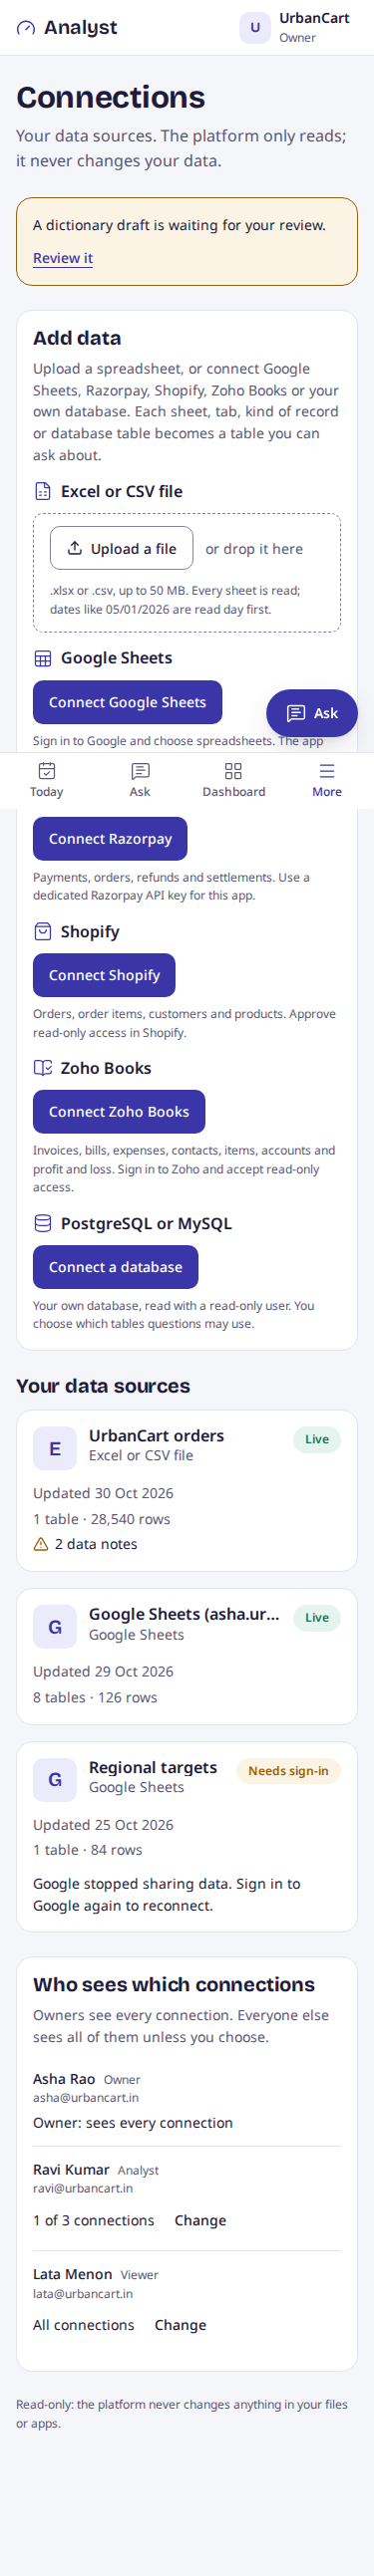 Analyst
U
UrbanCart
Owner
Connections
Your data sources. The platform only reads;
it never changes your data.
A dictionary draft is waiting for your review.
Review it
Add data
Upload a spreadsheet, or connect Google
Sheets, Razorpay, Shopify, Zoho Books or your
own database. Each sheet, tab, kind of record
or database table becomes a table you can
ask about.
Excel or CSV file
Upload a file
or drop it here
.xlsx or .csv, up to 50 MB. Every sheet is read;
dates like 05/01/2026 are read day first.
Google Sheets
Connect Google Sheets
Ask
Sign in to Google and choose spreadsheets. The app
Today
Ask
Dashboard
More
Connect Razorpay
Payments, orders, refunds and settlements. Use a
dedicated Razorpay API key for this app.
Shopify
Connect Shopify
Orders, order items, customers and products. Approve
read-only access in Shopify.
Zoho Books
Connect Zoho Books
Invoices, bills, expenses, contacts, items, accounts and
profit and loss. Sign in to Zoho and accept read-only
access.
PostgreSQL or MySQL
Connect a database
Your own database, read with a read-only user. You
choose which tables questions may use.
Your data sources
E
UrbanCart orders
Live
Excel or CSV file
Updated 30 Oct 2026
1 table · 28,540 rows
2 data notes
G
Google Sheets (asha.ur...
Live
Google Sheets
Updated 29 Oct 2026
8 tables · 126 rows
G
Regional targets
Needs sign-in
Google Sheets
Updated 25 Oct 2026
1 table · 84 rows
Google stopped sharing data. Sign in to
Google again to reconnect.
Who sees which connections
Owners see every connection. Everyone else
sees all of them unless you choose.
Asha Rao Owner
asha@urbancart.in
Owner: sees every connection
Ravi Kumar Analyst
ravi@urbancart.in
1 of 3 connections Change
Lata Menon Viewer
lata@urbancart.in
All connections Change
Read-only: the platform never changes anything in your files
or apps.